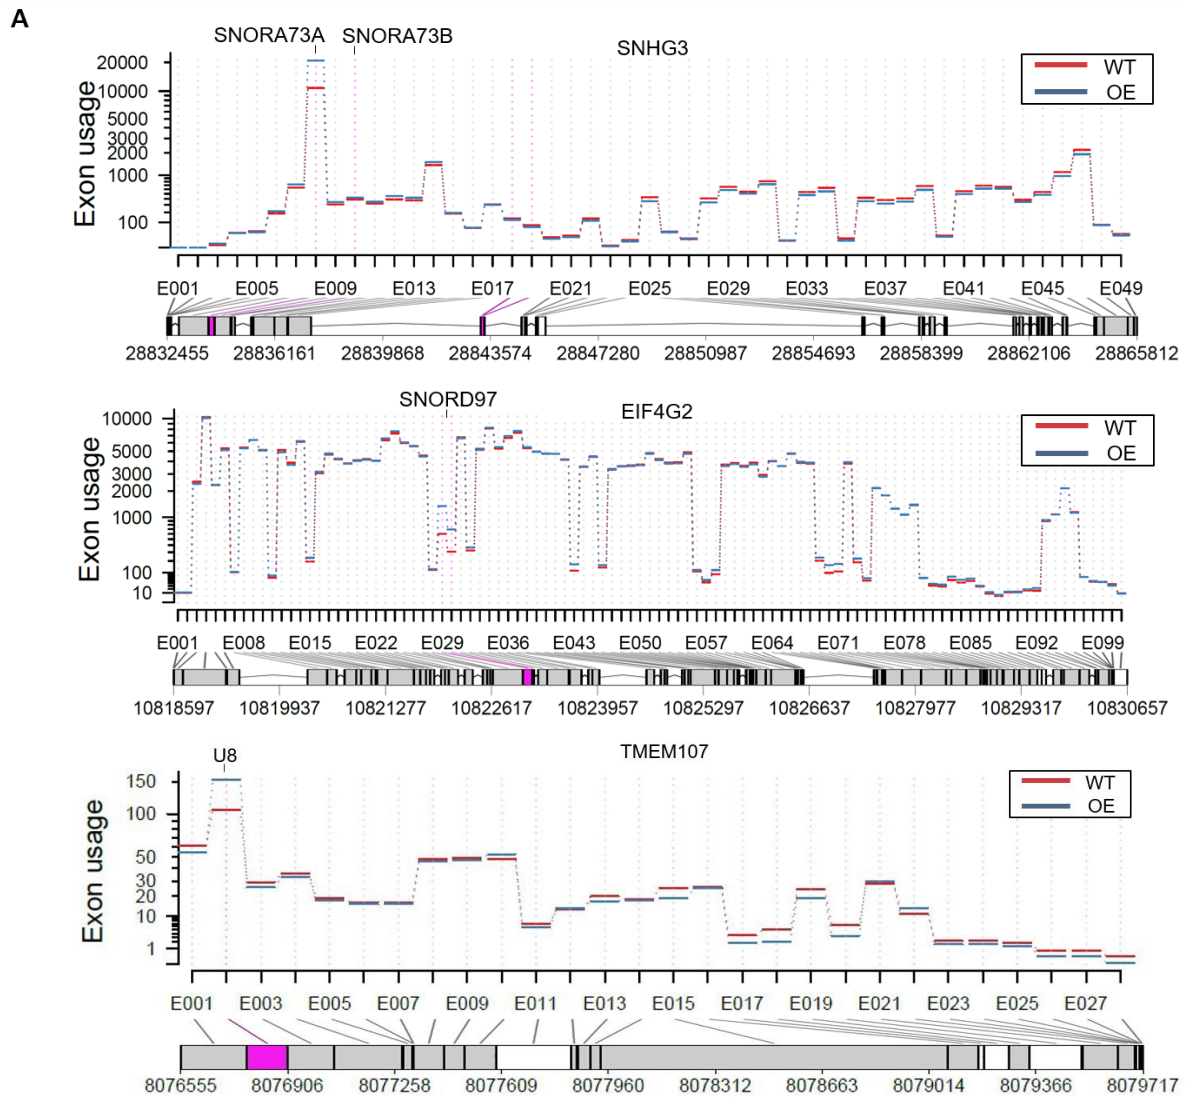 A
SNORA73A SNORA73B SNHG3
WT
OE
Exon usage
20000
10000
5000
3000
2000
1000
100
E001 E005 E009 E013 E017 E021 E025 E029 E033 E037 E041 E045 E049
28832455 28836161 28839868 28843574 28847280 28850987 28854693 28858399 28862106 28865812
SNORD97 EIF4G2
WT
OE
Exon usage
10000
5000
3000
2000
1000
100
10
E001 E008 E015 E022 E029 E036 E043 E050 E057 E064 E071 E078 E085 E092 E099
10818597 10819937 10821277 10822617 10823957 10825297 10826637 10827977 10829317 10830657
U8 TMEM107
WT
OE
Exon usage
150
100
50
30
20
10
1
E001 E003 E005 E007 E009 E011 E013 E015 E017 E019 E021 E023 E025 E027
8076555 8076906 8077258 8077609 8077960 8078312 8078663 8079014 8079366 8079717